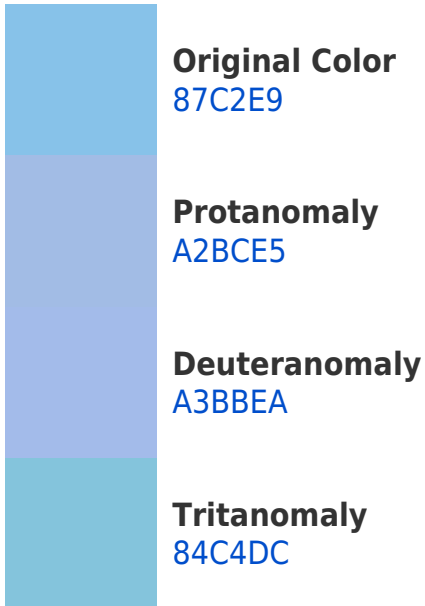 Original Color
87C2E9
Protanomaly
A2BCE5
Deuteranomaly
A3BBEA
Tritanomaly
84C4DC